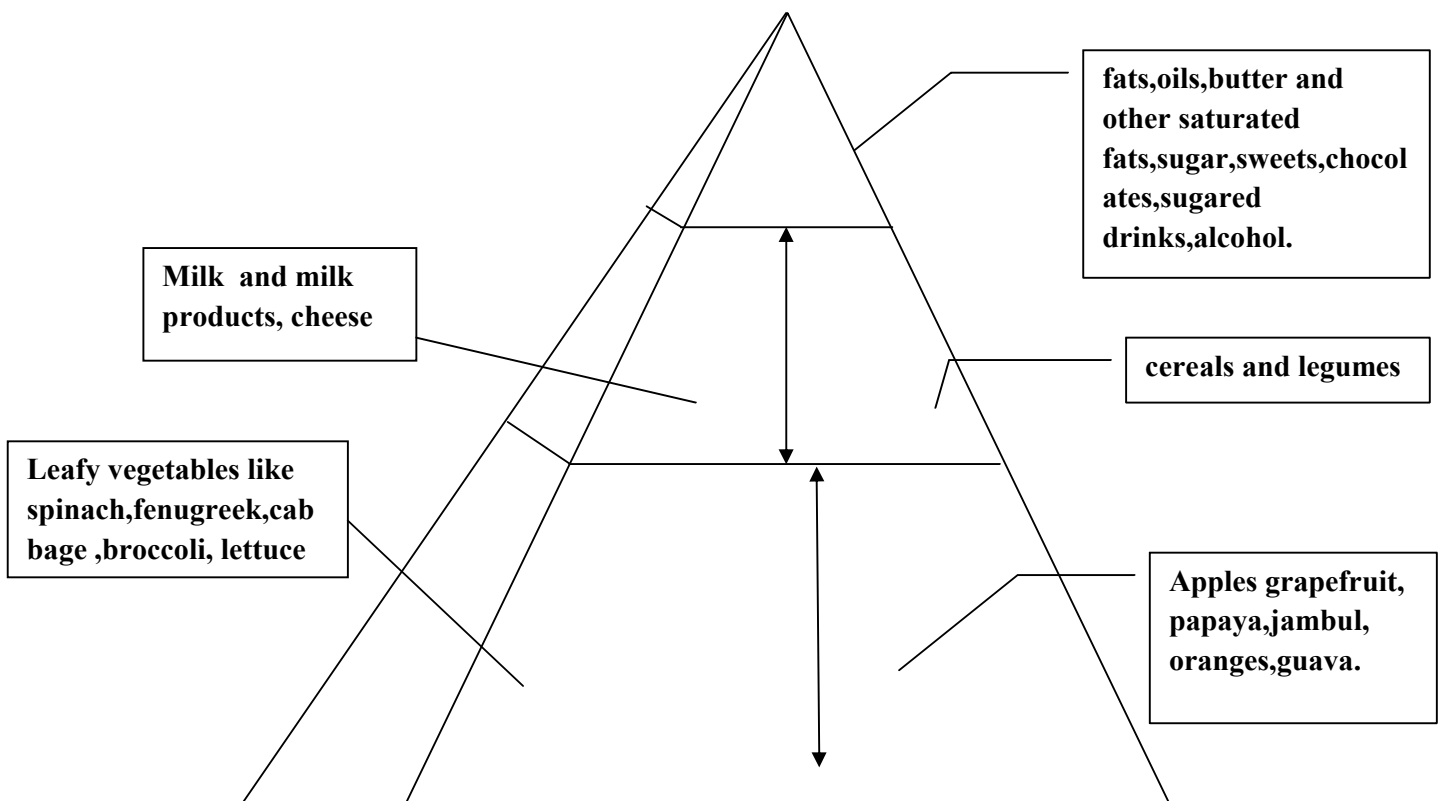 fats,oils,butter and
other saturated
fats,sugar,sweets,chocol
ates,sugared
drinks,alcohol.
Milk and milk
products, cheese
cereals and legumes
Leafy vegetables like
spinach,fenugreek,cab
bage ,broccoli, lettuce
Apples grapefruit,
papaya,jambul,
oranges,guava.